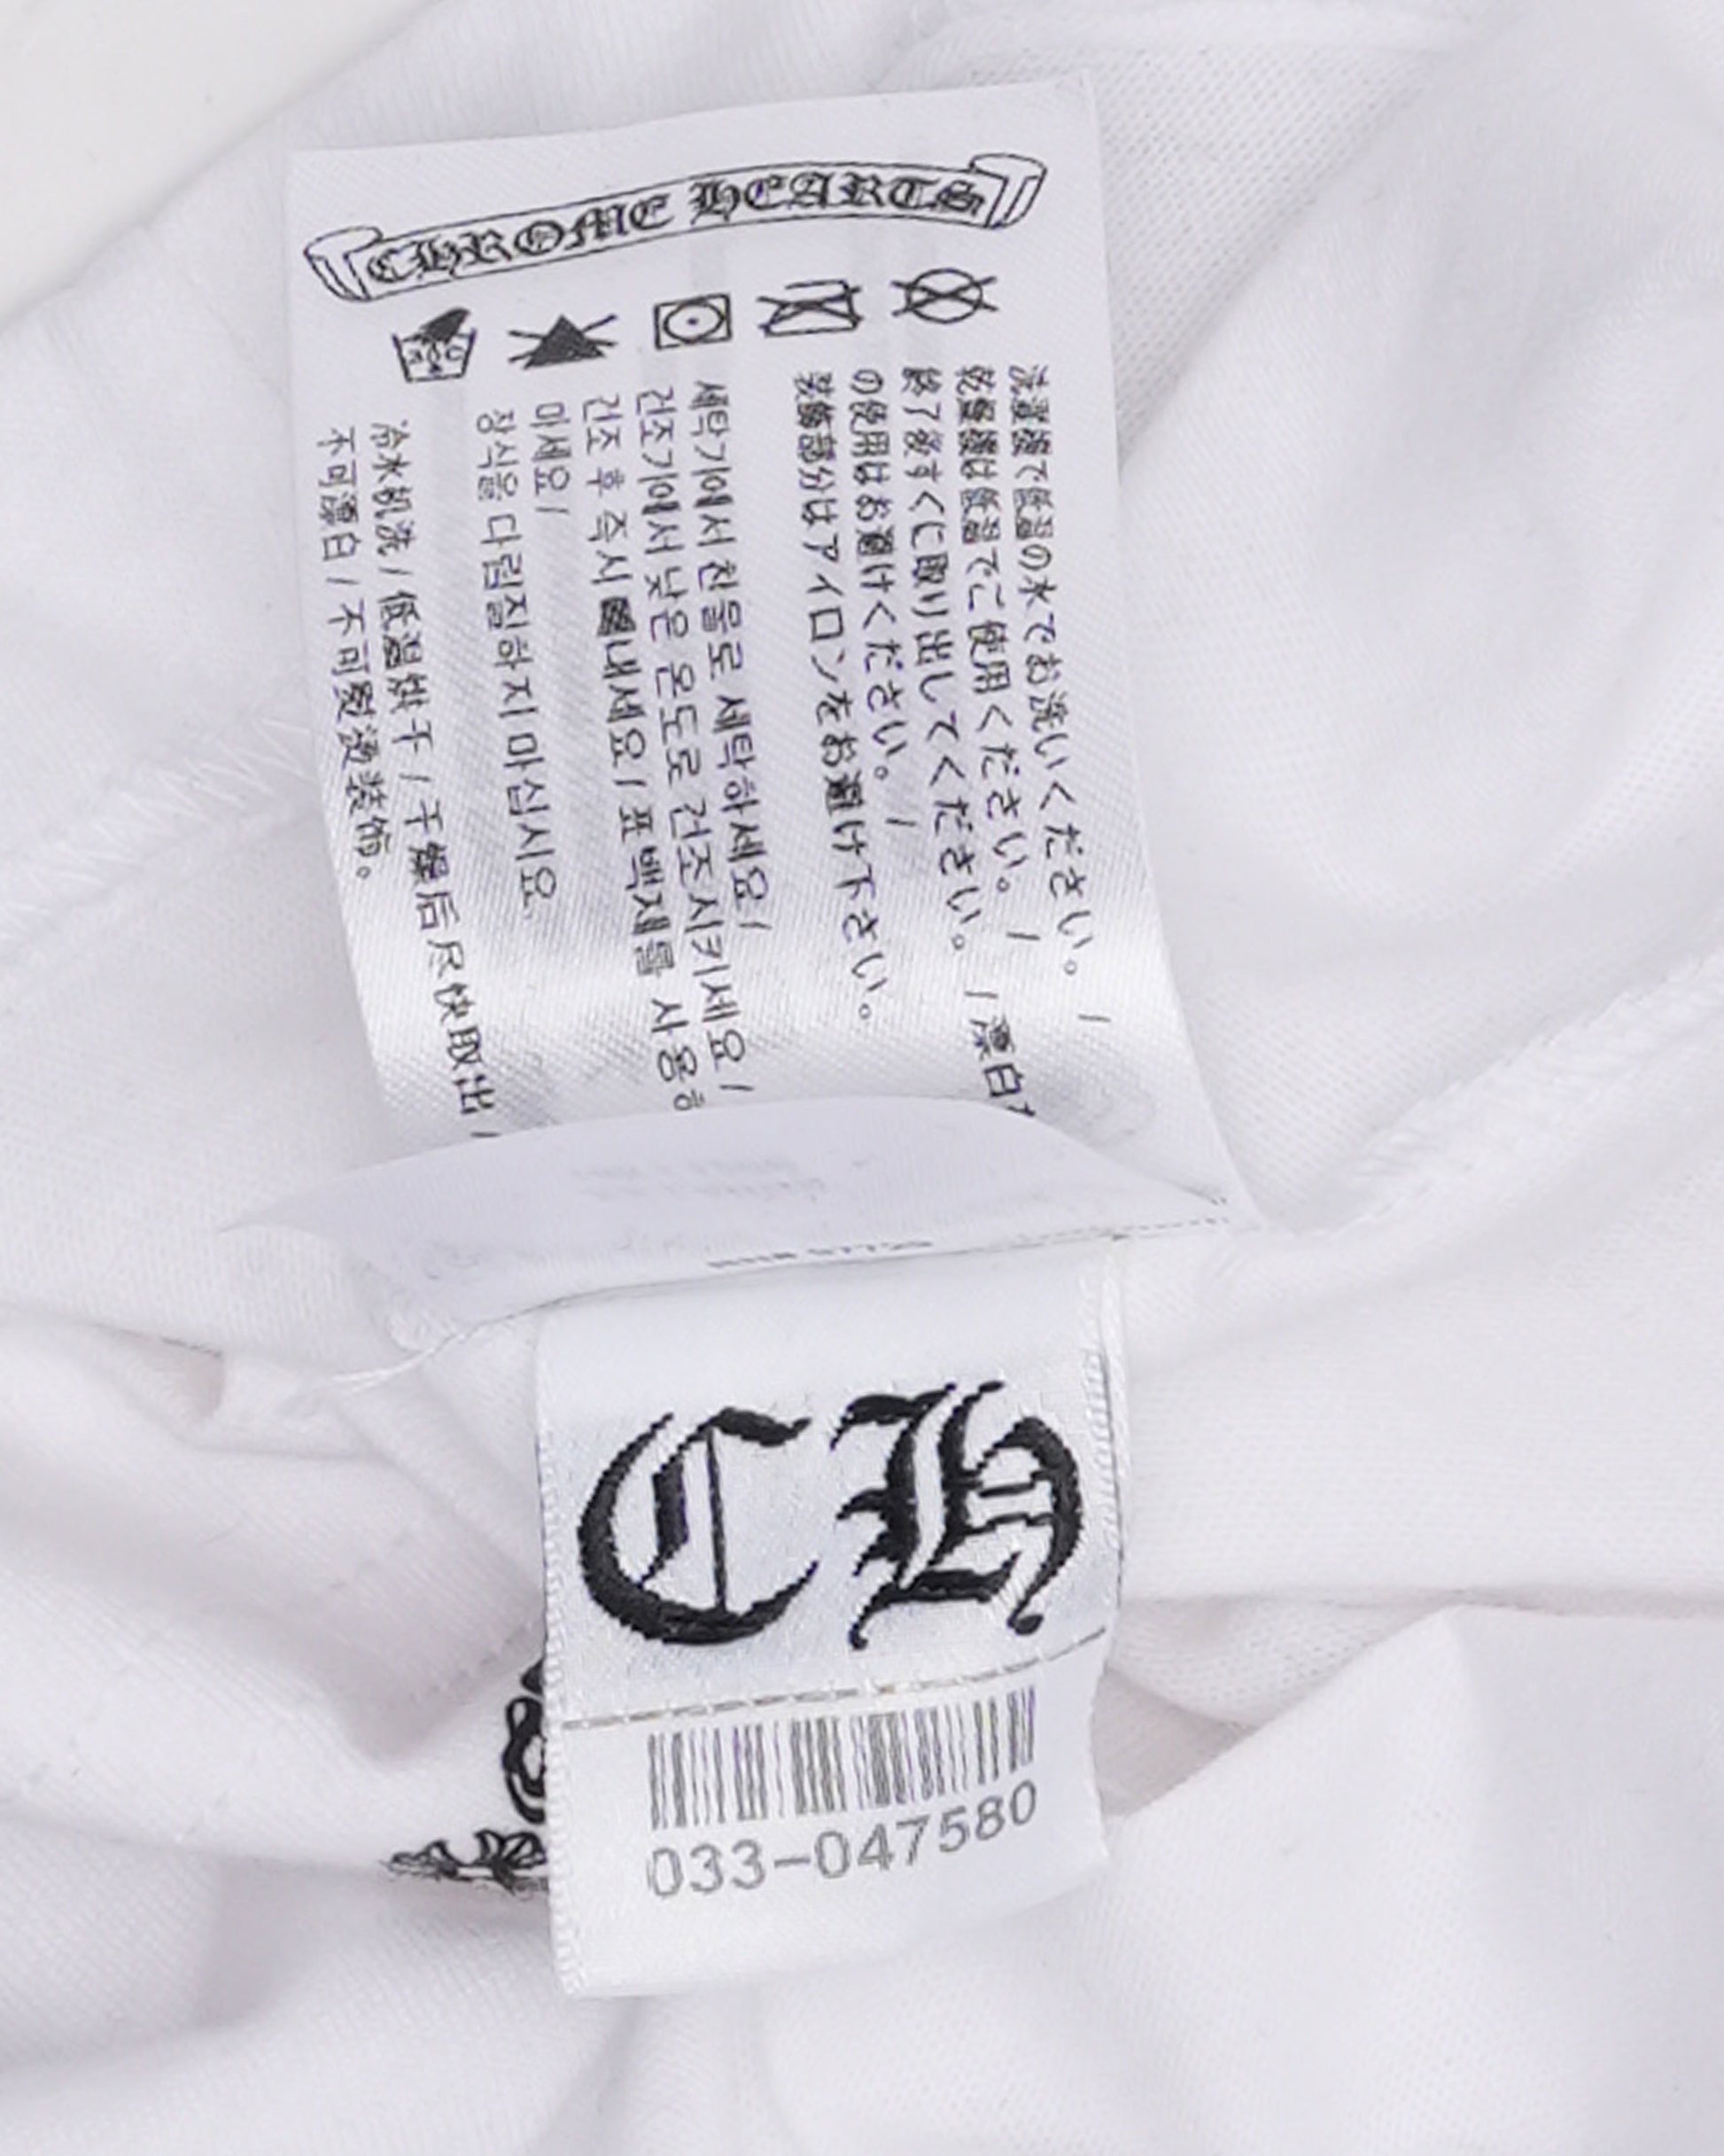 CHROME HEARTS
洗濯機で低温の水でお洗いください。 /
乾燥機は低温でご使用ください。 /
終了後すぐに取り出してください。 / 漂白
の使用はお避けください。 /
装飾部分はアイロンをお避け下さい。
세탁기에서 찬물로 세탁하세요 /
건조기에서 낮은 온도로 건조시키세요 /
건조 후 즉시 꺼내세요 / 표백제를 사용하
마세요 /
장식을 다림질하지 마십시요.
冷水机洗 / 低温烘干 / 干燥后尽快取出 /
不可漂白 / 不可熨烫装饰。
CH
033-047580